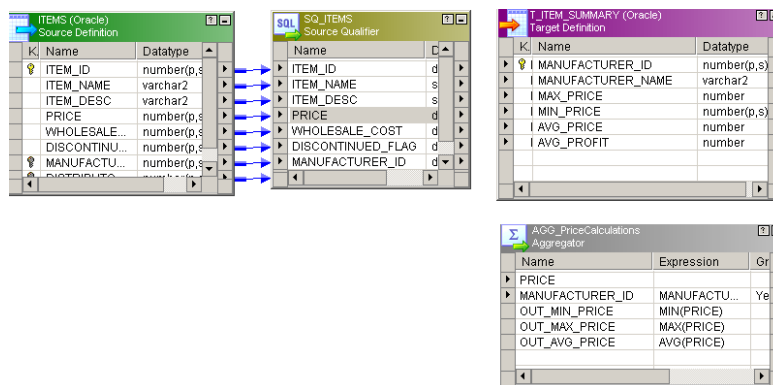 ITEMS (Oracle)
Source Definition
K. Name Datatype
ITEM_ID number(p,s
ITEM_NAME varchar2
ITEM_DESC varchar2
PRICE number(p,s
WHOLESALE... number(p,s
DISCONTINU... number(p,s
MANUFACTU... number(p,s
SQL
SQ_ITEMS
Source Qualifier
Name D
ITEM_ID d
ITEM_NAME s
ITEM_DESC s
PRICE d
WHOLESALE_COST d
DISCONTINUED_FLAG d
MANUFACTURER_ID d
T_ITEM_SUMMARY (Oracle)
Target Definition
K. Name Datatype
MANUFACTURER_ID number(p,s)
MANUFACTURER_NAME varchar2
MAX_PRICE number
MIN_PRICE number(p,s)
AVG_PRICE number
AVG_PROFIT number
Σ
AGG_PriceCalculations
Aggregator
Name Expression Gr
PRICE
MANUFACTURER_ID MANUFACTU... Ye
OUT_MIN_PRICE MIN(PRICE)
OUT_MAX_PRICE MAX(PRICE)
OUT_AVG_PRICE AVG(PRICE)